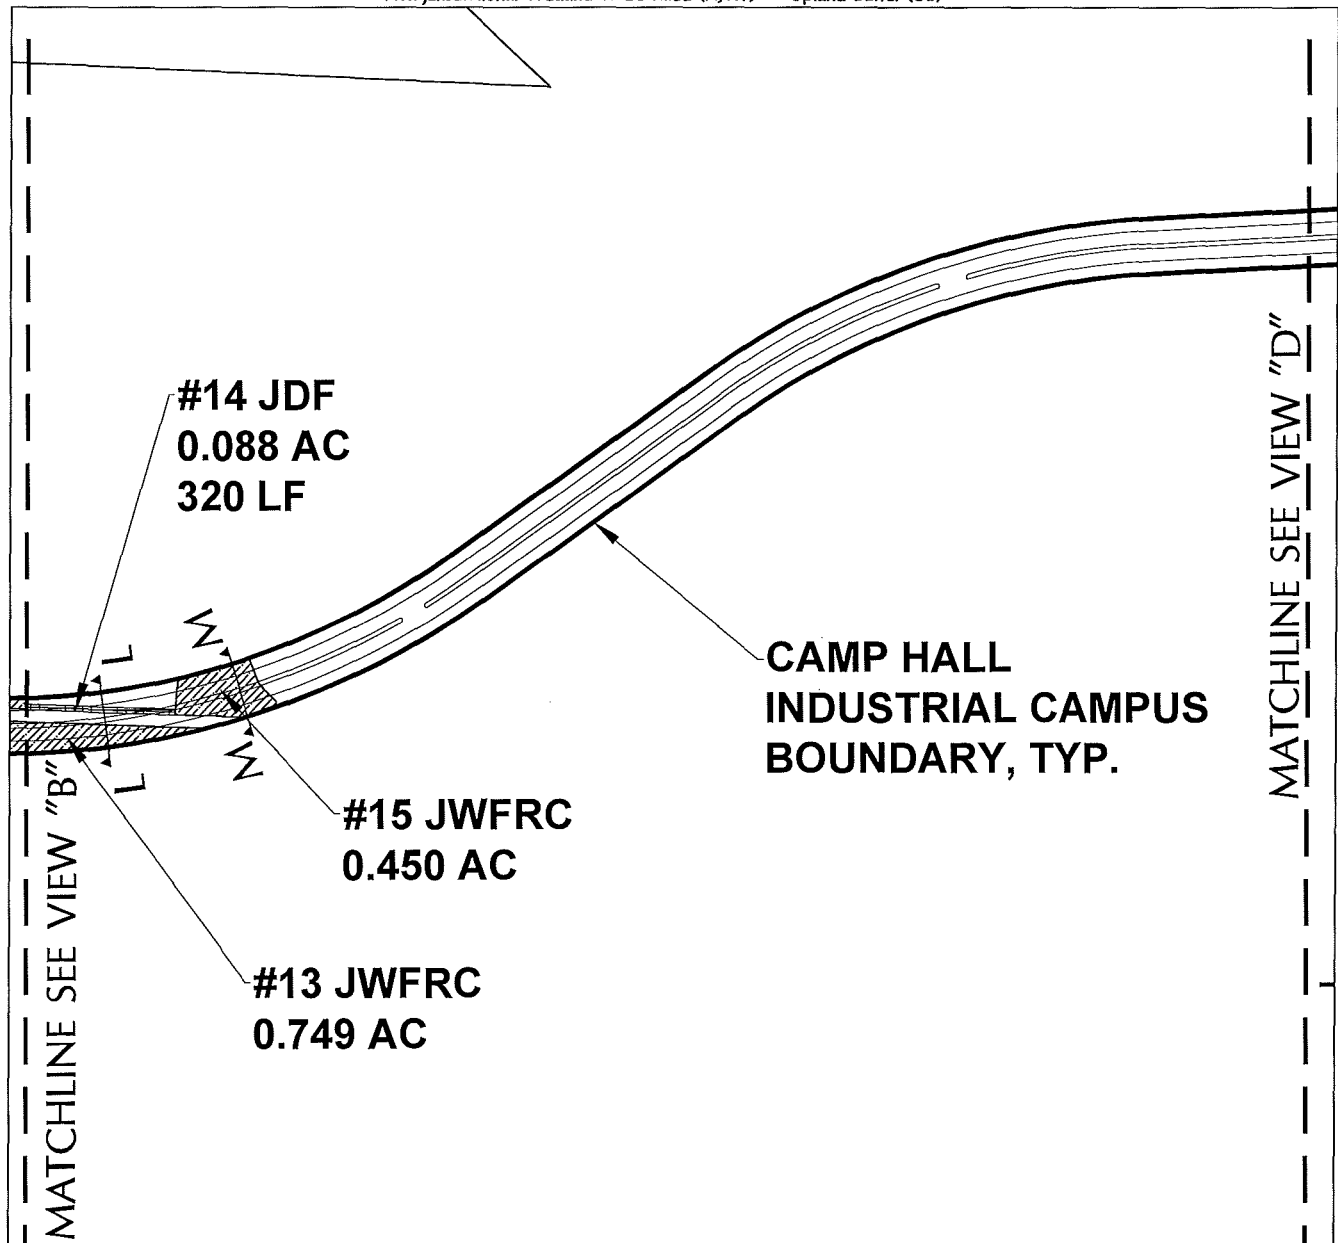 #14 JDF
0.088 AC
320 LF
L
L
W
W
CAMP HALL
INDUSTRIAL CAMPUS
BOUNDARY, TYP.
#15 JWFRC
0.450 AC
#13 JWFRC
0.749 AC
MATCHLINE SEE VIEW "B"
MATCHLINE SEE VIEW "D"